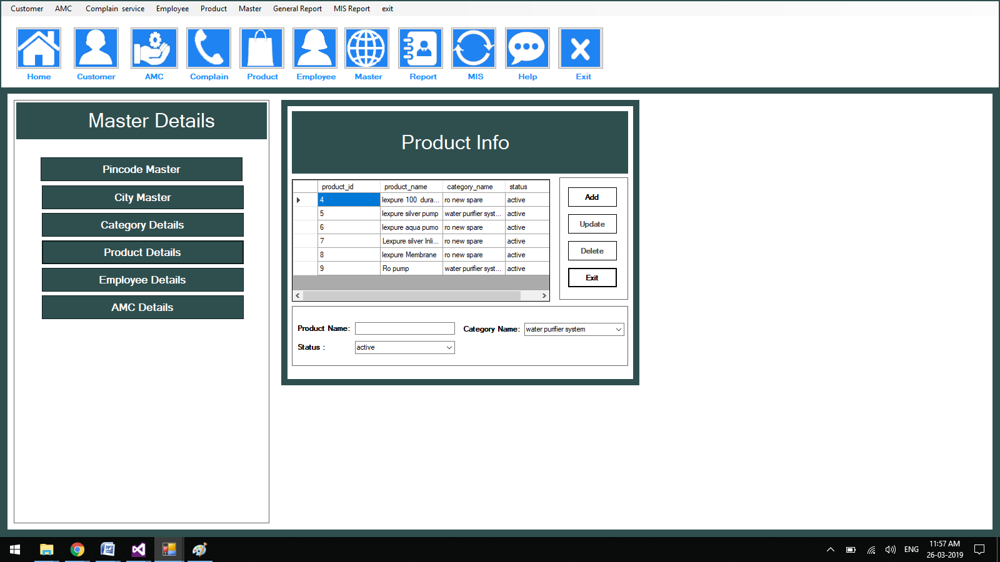 Customer AMC Complain service Employee Product Master General Report MIS Report exit
Home Customer AMC Complain Product Employee Master Report MIS Help Exit
Master Details
Pincode Master
City Master
Category Details
Product Details
Employee Details
AMC Details
Product Info
product_id product_name category_name status
4 lexpure 100 dura... ro new spare active
5 lexpure silver pump water purifier syst... active
6 lexpure aqua pumo ro new spare active
7 Lexpure silver Inli... ro new spare active
8 lexpure Membrane ro new spare active
9 Ro pump water purifier syst... active
Add
Update
Delete
Exit
Product Name: Category Name: water purifier system
Status : active
ENG 11:57 AM
26-03-2019